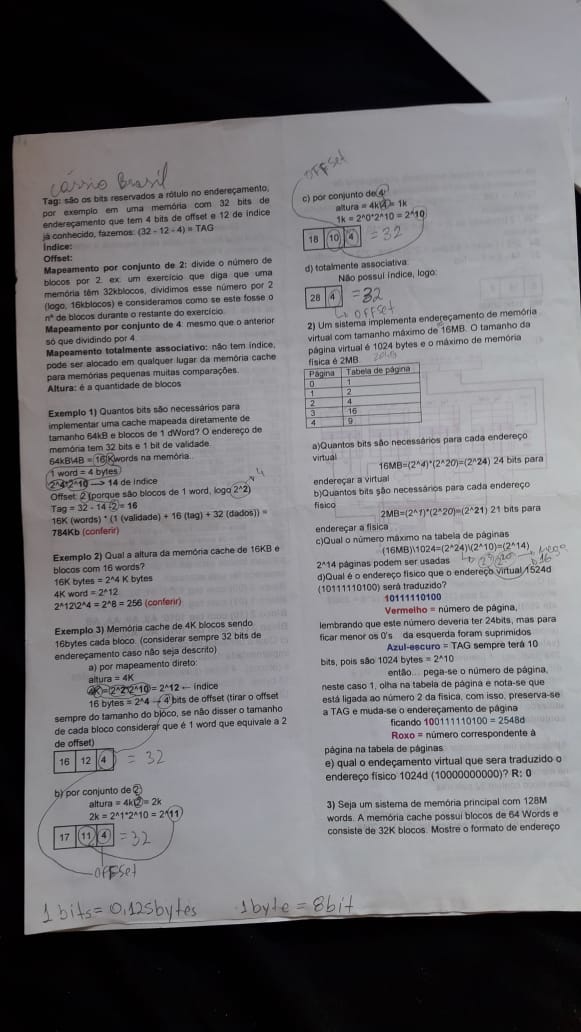 Cássio Brasil
Tag: são os bits reservados a rótulo no endereçamento,
por exemplo em uma memória com 32 bits de
endereçamento que tem 4 bits de offset e 12 de índice
já conhecido, fazemos: (32 - 12 - 4) = TAG
Índice:
Offset:
Mapeamento por conjunto de 2: divide o número de
blocos por 2. ex: um exercício que diga que uma
memória têm 32kblocos, dividimos esse número por 2
(logo, 16kblocos) e consideramos como se este fosse o
nº de blocos durante o restante do exercício.
Mapeamento por conjunto de 4: mesmo que o anterior
só que dividindo por 4.
Mapeamento totalmente associativo: não tem índice,
pode ser alocado em qualquer lugar da memória cache
para memórias pequenas muitas comparações.
Altura: é a quantidade de blocos
Exemplo 1) Quantos bits são necessários para
implementar uma cache mapeada diretamente de
tamanho 64kB e blocos de 1 dWord? O endereço de
memória tem 32 bits e 1 bit de validade.
64kB\4B = 16 Kwords na memória.
1 word = 4 bytes
2^4*2^10 --> 14 de índice
Offset: 2 (porque são blocos de 1 word, logo 2^2)
Tag = 32 - 14 -2 = 16
16K (words) * (1 (validade) + 16 (tag) + 32 (dados)) =
784Kb (conferir)
Exemplo 2) Qual a altura da memória cache de 16KB e
blocos com 16 words?
16K bytes = 2^4 K bytes
4K word = 2^12
2^12\2^4 = 2^8 = 256 (conferir)
Exemplo 3) Memória cache de 4K blocos sendo
16bytes cada bloco. (considerar sempre 32 bits de
endereçamento caso não seja descrito)
a) por mapeamento direto:
altura = 4K
4K=(2^2*2^10)= 2^12 ← índice
16 bytes = 2^4 → 4 bits de offset (tirar o offset
sempre do tamanho do bloco, se não disser o tamanho
de cada bloco considerar que é 1 word que equivale a 2
de offset)
16 12 4 = 32
b) por conjunto de 2
altura = 4k\2 = 2k
2k = 2^1*2^10 = 2^11
17 11 4 = 32
offset
1 bits = 0,125bytes 1byte = 8bit
offset
c) por conjunto de 4
altura = 4k\4 = 1k
1k = 2^0*2^10 = 2^10
18 10 4 = 32
d) totalmente associativa:
Não possui índice, logo:
28 4 = 32
↳ offset
2) Um sistema implementa endereçamento de memória
virtual com tamanho máximo de 16MB. O tamanho da
página virtual é 1024 bytes e o máximo de memória
física é 2MB.
Página Tabela de página
0 1
1 2
2 4
3 16
4 9
a)Quantos bits são necessários para cada endereço
virtual
16MB=(2^4)*(2^20)=(2^24) 24 bits para
endereçar a virtual
b)Quantos bits são necessários para cada endereço
físico
2MB=(2^1)*(2^20)=(2^21) 21 bits para
endereçar a física
c)Qual o número máximo na tabela de páginas
(16MB)\1024=(2^24)\(2^10)=(2^14)
2^14 páginas podem ser usadas
d)Qual é o endereço físico que o endereço virtual 1524d
(10111110100) será traduzido?
10111110100
Vermelho = número de página,
lembrando que este número deveria ter 24bits, mas para
ficar menor os 0's da esquerda foram suprimidos
Azul-escuro = TAG sempre terá 10
bits, pois são 1024 bytes = 2^10
então... pega-se o número de página,
neste caso 1, olha na tabela de página e nota-se que
está ligada ao número 2 da física, com isso, preserva-se
a TAG e muda-se o endereçamento de página
ficando 100111110100 = 2548d
Roxo = número correspondente à
página na tabela de páginas
e) qual o endeçamento virtual que sera traduzido o
endereço físico 1024d (10000000000)? R: 0
3) Seja um sistema de memória principal com 128M
words. A memória cache possui blocos de 64 Words e
consiste de 32K blocos. Mostre o formato de endereço